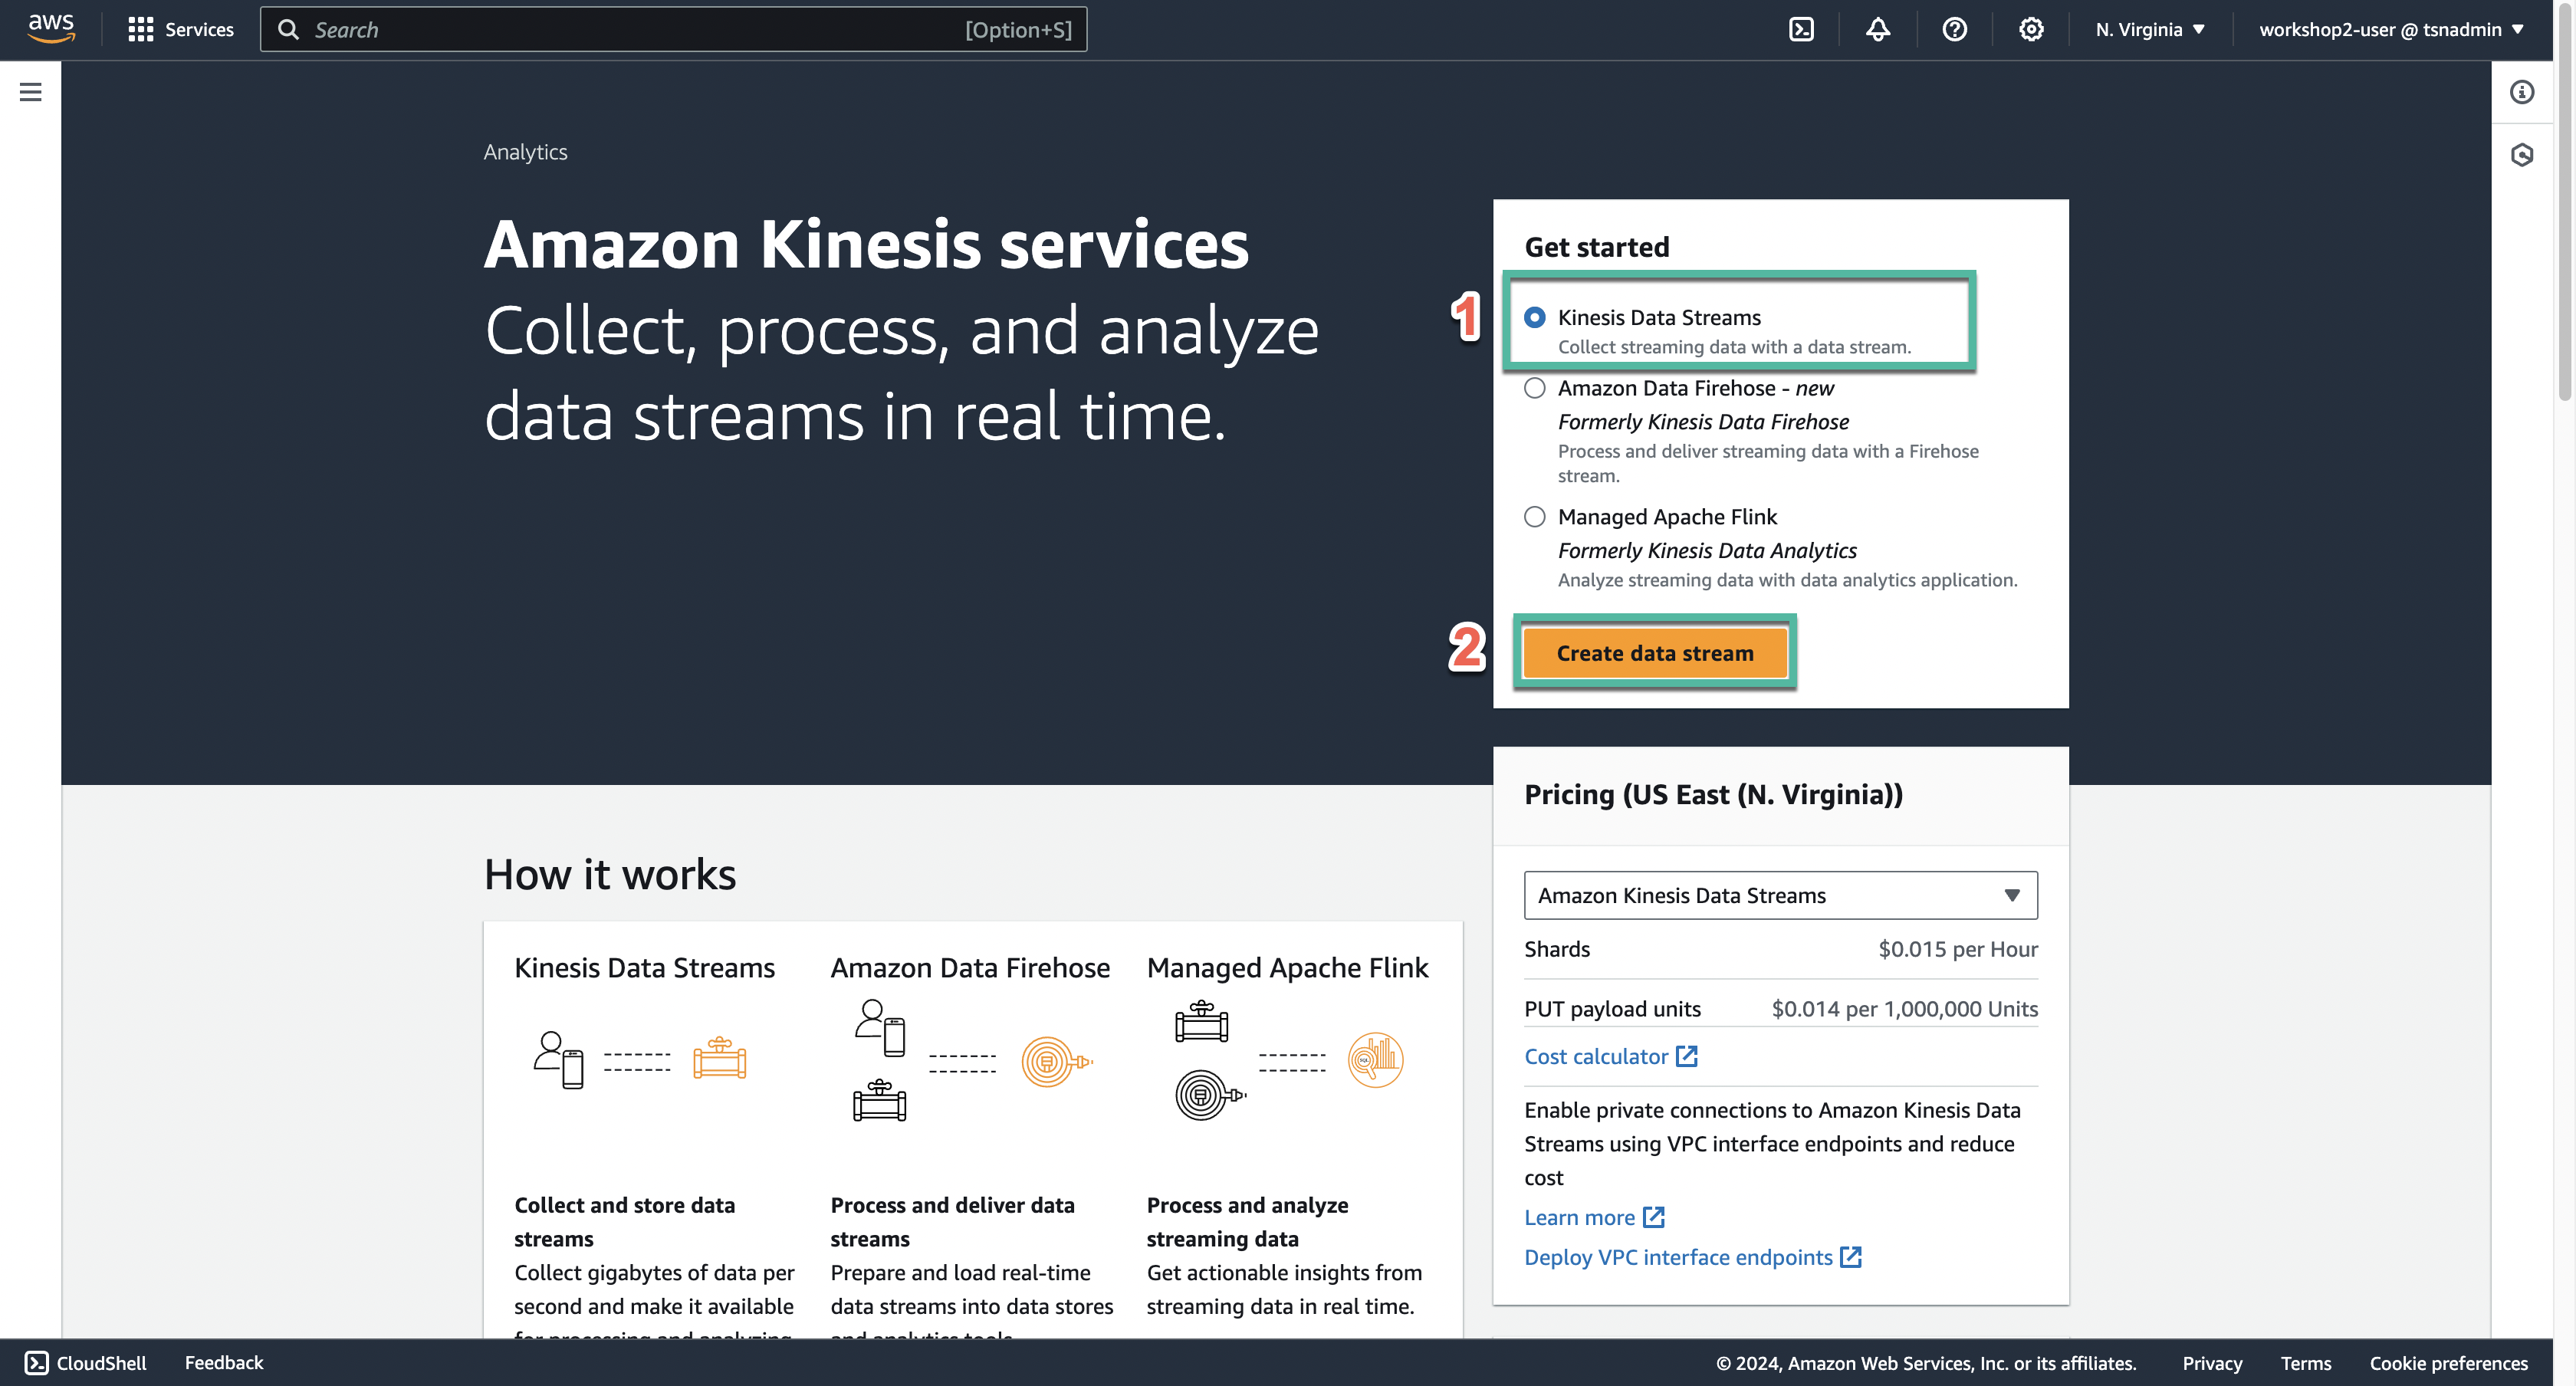 aws
Services
Search
[Option+S]
N. Virginia
workshop2-user @ tsnadmin
Analytics
Amazon Kinesis services
Collect, process, and analyze
data streams in real time.
Get started
1
Kinesis Data Streams
Collect streaming data with a data stream.
Amazon Data Firehose - new
Formerly Kinesis Data Firehose
Process and deliver streaming data with a Firehose
stream.
Managed Apache Flink
Formerly Kinesis Data Analytics
Analyze streaming data with data analytics application.
2
Create data stream
Pricing (US East (N. Virginia))
Amazon Kinesis Data Streams
Shards
$0.015 per Hour
PUT payload units
$0.014 per 1,000,000 Units
Cost calculator
Enable private connections to Amazon Kinesis Data
Streams using VPC interface endpoints and reduce
cost
Learn more
Deploy VPC interface endpoints
How it works
Kinesis Data Streams
Collect and store data
streams
Collect gigabytes of data per
second and make it available
for processing and analyzing
Amazon Data Firehose
Process and deliver data
streams
Prepare and load real-time
data streams into data stores
and analytics tools.
Managed Apache Flink
SQL
Process and analyze
streaming data
Get actionable insights from
streaming data in real time.
CloudShell
Feedback
© 2024, Amazon Web Services, Inc. or its affiliates.
Privacy
Terms
Cookie preferences